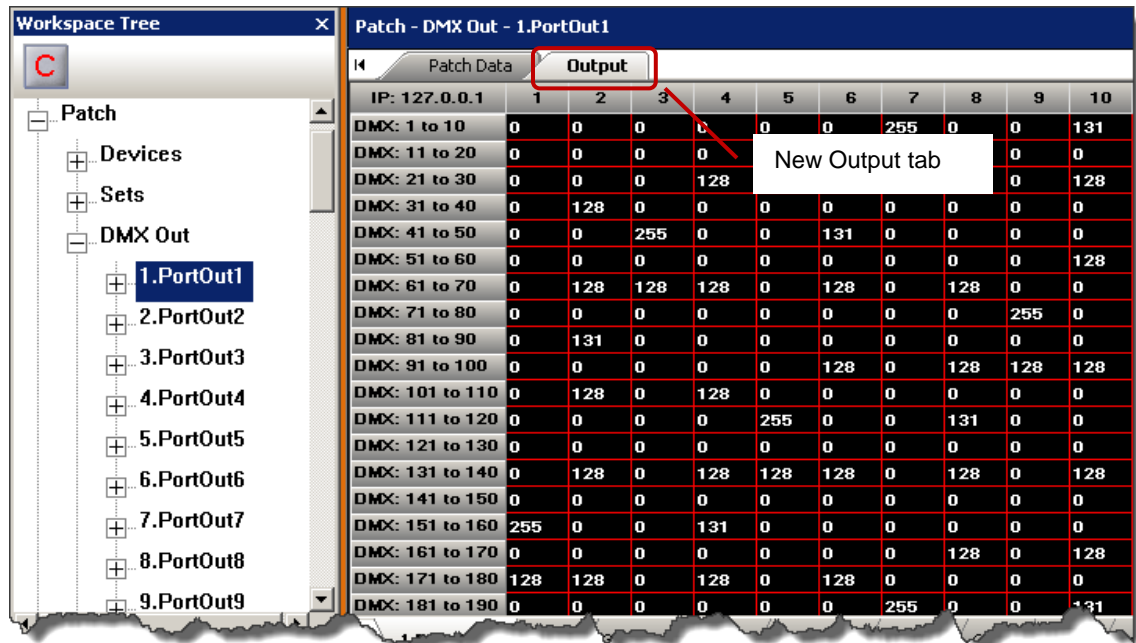 Workspace Tree X
C
Patch
Devices
Sets
DMX Out
1.PortOut1
2.PortOut2
3.PortOut3
4.PortOut4
5.PortOut5
6.PortOut6
7.PortOut7
8.PortOut8
9.PortOut9
Patch - DMX Out - 1.PortOut1
Patch Data Output
IP: 127.0.0.1 1 2 3 4 5 6 7 8 9 10
DMX: 1 to 10 0 0 0 0 0 0 255 0 0 131
New Output tab
DMX: 11 to 20 0 0 0 0 0 0
DMX: 21 to 30 0 0 0 128 0 128
DMX: 31 to 40 0 128 0 0 0 0 0 0 0 0
DMX: 41 to 50 0 0 255 0 0 131 0 0 0 0
DMX: 51 to 60 0 0 0 0 0 0 0 0 0 128
DMX: 61 to 70 0 128 128 128 0 128 0 128 0 0
DMX: 71 to 80 0 0 0 0 0 0 0 0 255 0
DMX: 81 to 90 0 131 0 0 0 0 0 0 0 0
DMX: 91 to 100 0 0 0 0 0 128 0 128 128 128
DMX: 101 to 110 0 128 0 128 0 0 0 0 0 0
DMX: 111 to 120 0 0 0 0 255 0 0 131 0 0
DMX: 121 to 130 0 0 0 0 0 0 0 0 0 0
DMX: 131 to 140 0 128 0 128 128 128 0 128 0 128
DMX: 141 to 150 0 0 0 0 0 0 0 0 0 0
DMX: 151 to 160 255 0 0 131 0 0 0 0 0 0
DMX: 161 to 170 0 0 0 0 0 0 0 128 0 128
DMX: 171 to 180 128 128 0 128 0 128 0 0 0 0
DMX: 181 to 190 0 0 0 0 0 0 255 0 0 131